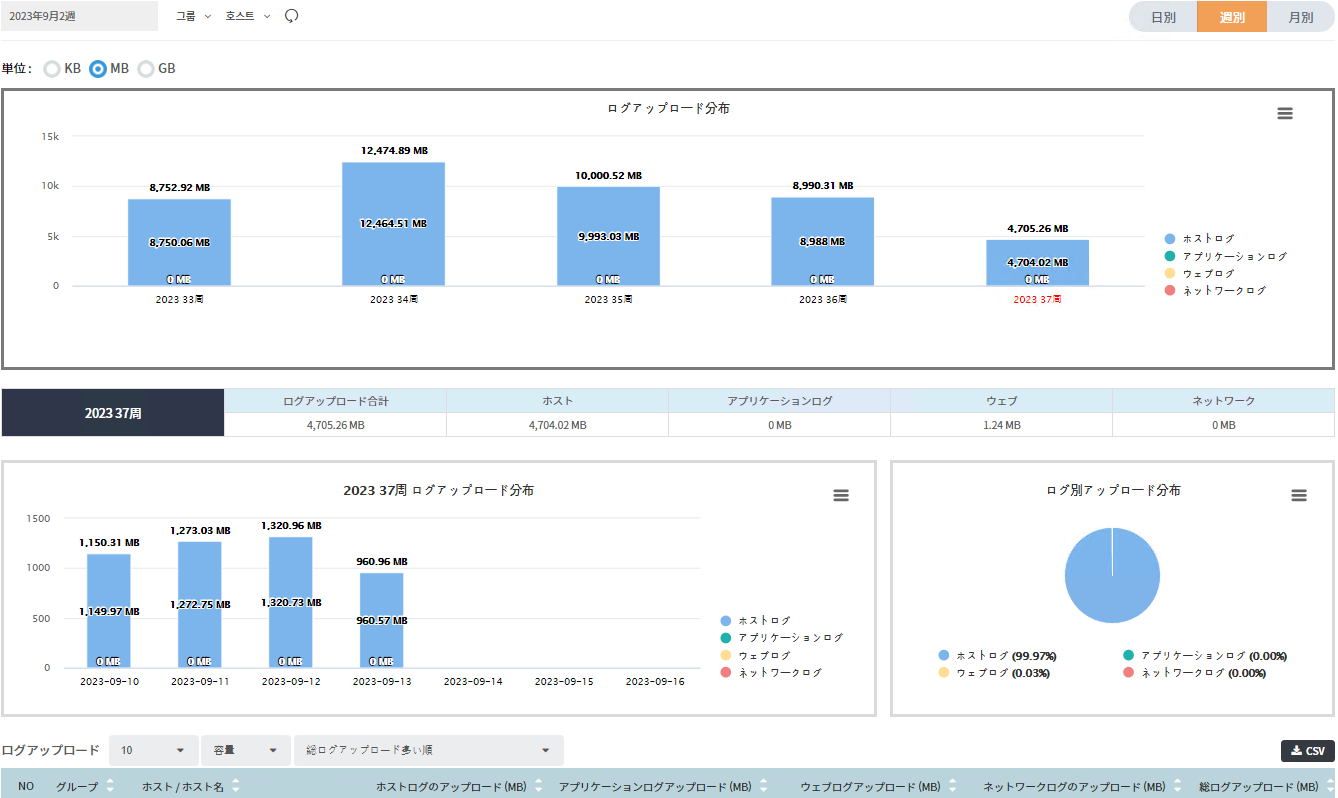 2023年9月2週 그룹 호스트 日別 週別 月別
単位 : KB MB GB
ログアップロード分布
15k
10k
5k
0
8,752.92 MB 12,474.89 MB 10,000.52 MB 8,990.31 MB 4,705.26 MB
8,750.06 MB 12,464.51 MB 9,993.03 MB 8,988 MB 4,704.02 MB
0 MB 0 MB 0 MB 0 MB 0 MB
2023 33周 2023 34周 2023 35周 2023 36周 2023 37周
ホストログ
アプリケーションログ
ウェブログ
ネットワークログ
2023 37周
ログアップロード合計 ホスト アプリケーションログ ウェブ ネットワーク
4,705.26 MB 4,704.02 MB 0 MB 1.24 MB 0 MB
2023 37周 ログアップロード分布
1500
1000
500
0
1,150.31 MB 1,273.03 MB 1,320.96 MB 960.96 MB
1,149.97 MB 1,272.75 MB 1,320.73 MB 960.57 MB
0 MB 0 MB 0 MB 0 MB
2023-09-10 2023-09-11 2023-09-12 2023-09-13 2023-09-14 2023-09-15 2023-09-16
ホストログ
アプリケーションログ
ウェブログ
ネットワークログ
ログ別アップロード分布
ホストログ (99.97%) アプリケーションログ (0.00%)
ウェブログ (0.03%) ネットワークログ (0.00%)
ログアップロード 10 容量 総ログアップロード多い順 CSV
NO グループ ホスト / ホスト名 ホストログのアップロード (MB) アプリケーションログアップロード (MB) ウェブログアップロード (MB) ネットワークログのアップロード (MB) 総ログアップロード (MB)